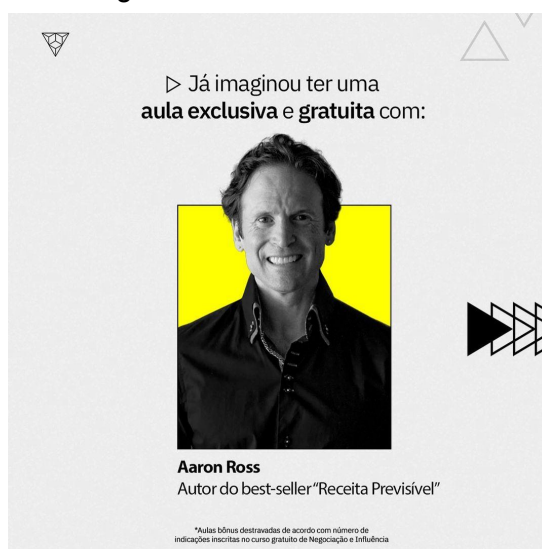 ▷ Já imaginou ter uma
aula exclusiva e gratuita com:
Aaron Ross
Autor do best-seller “Receita Previsível”
*Aulas bônus destravadas de acordo com número de
indicações inscritas no curso gratuito de Negociação e Influência